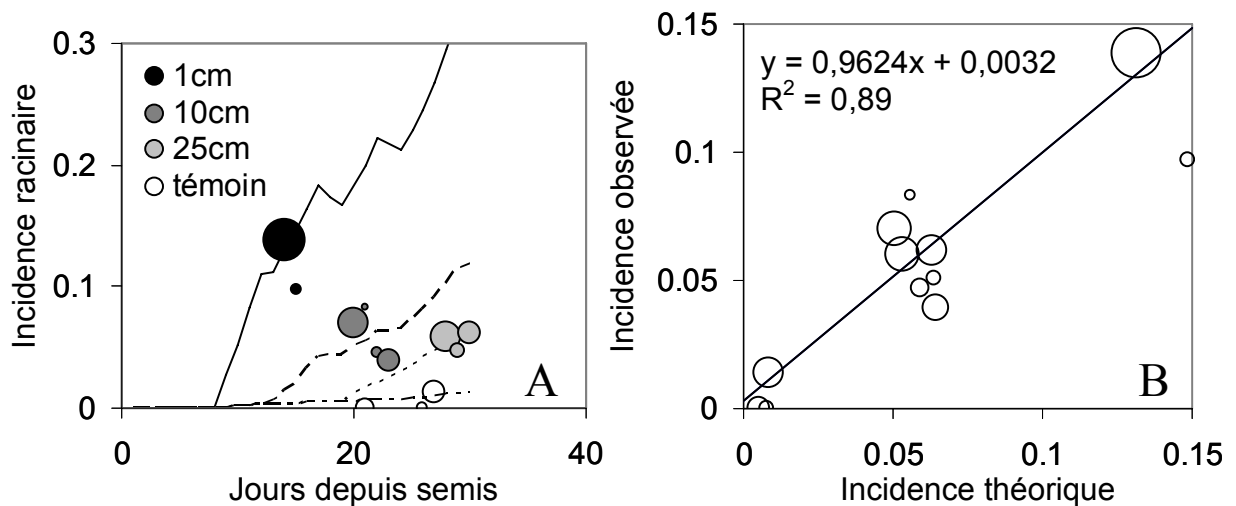 Incidence racinaire
0.3
0.2
0.1
0
1cm
10cm
25cm
témoin
A
0
20
40
Jours depuis semis
Incidence observée
0.15
0.1
0.05
0
y = 0,9624x + 0,0032
R² = 0,89
B
0
0.05
0.1
0.15
Incidence théorique